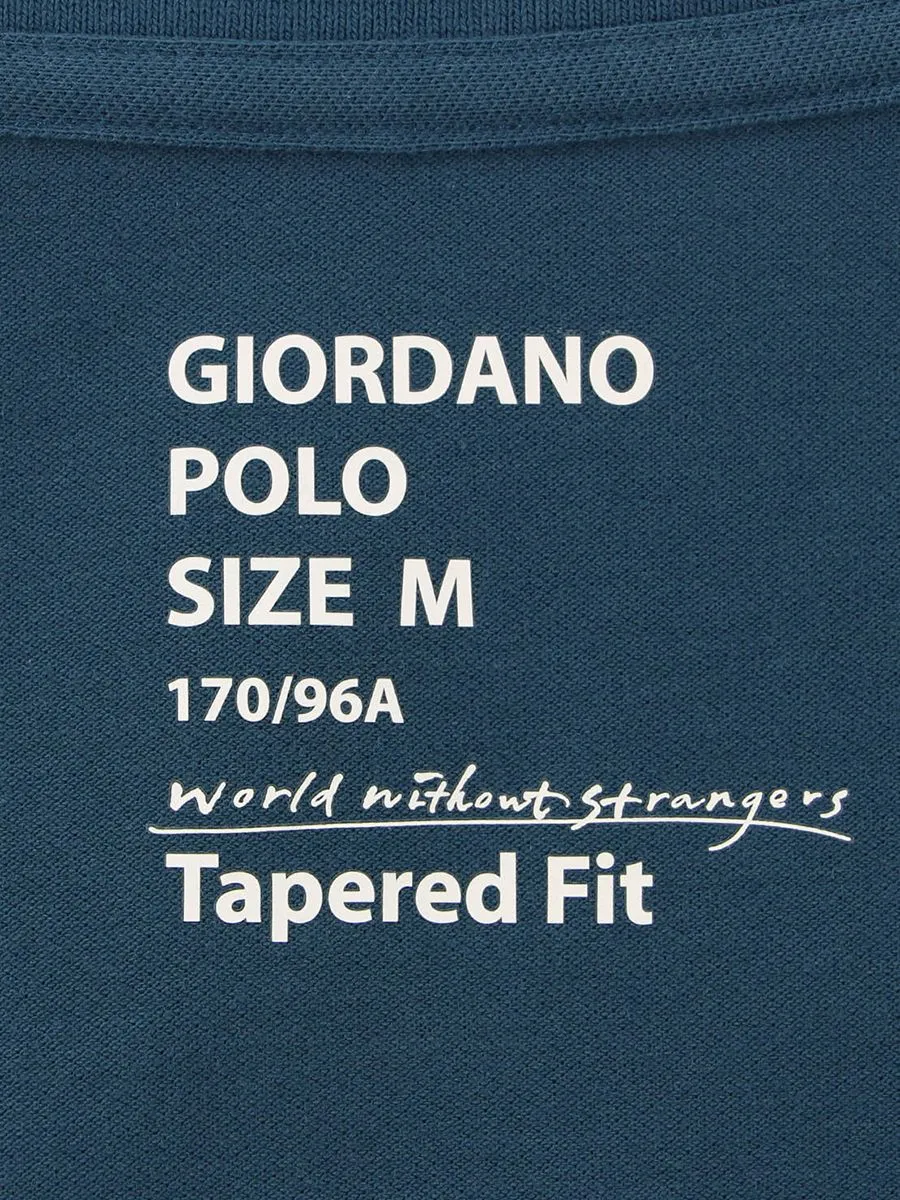 GIORDANO
POLO
SIZE M
170/96A
World without strangers
Tapered Fit